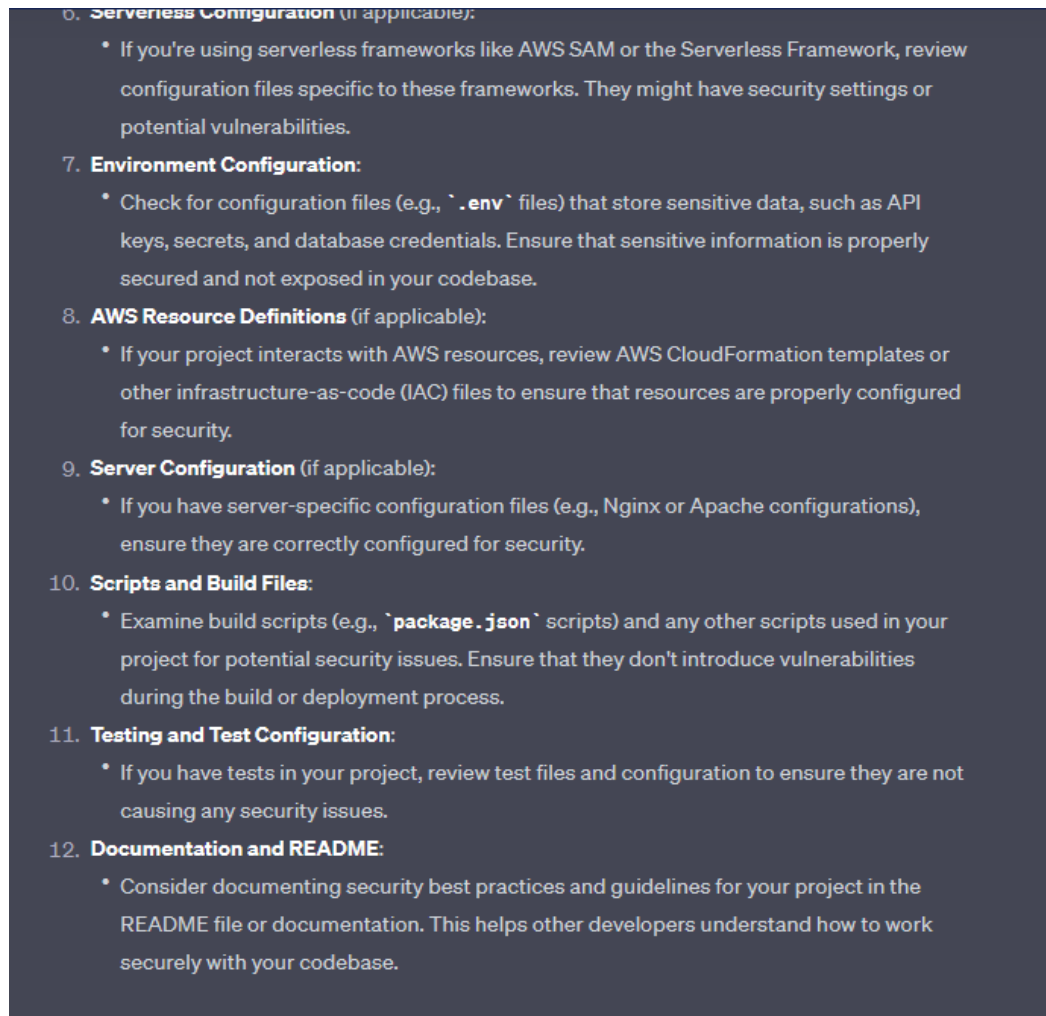 6. Serverless Configuration (if applicable):
• If you're using serverless frameworks like AWS SAM or the Serverless Framework, review
configuration files specific to these frameworks. They might have security settings or
potential vulnerabilities.
7. Environment Configuration:
• Check for configuration files (e.g., `.env` files) that store sensitive data, such as API
keys, secrets, and database credentials. Ensure that sensitive information is properly
secured and not exposed in your codebase.
8. AWS Resource Definitions (if applicable):
• If your project interacts with AWS resources, review AWS CloudFormation templates or
other infrastructure-as-code (IAC) files to ensure that resources are properly configured
for security.
9. Server Configuration (if applicable):
• If you have server-specific configuration files (e.g., Nginx or Apache configurations),
ensure they are correctly configured for security.
10. Scripts and Build Files:
• Examine build scripts (e.g., `package.json` scripts) and any other scripts used in your
project for potential security issues. Ensure that they don't introduce vulnerabilities
during the build or deployment process.
11. Testing and Test Configuration:
• If you have tests in your project, review test files and configuration to ensure they are not
causing any security issues.
12. Documentation and README:
• Consider documenting security best practices and guidelines for your project in the
README file or documentation. This helps other developers understand how to work
securely with your codebase.